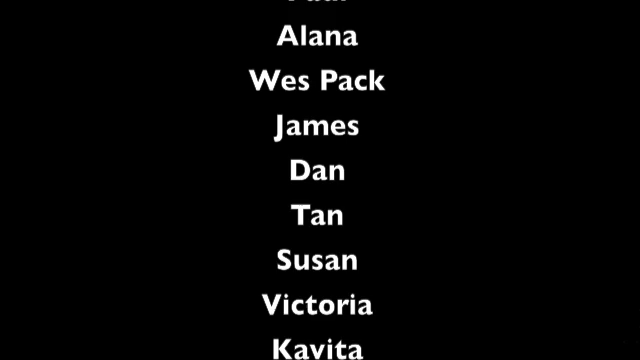 Alana
Wes Pack
James
Dan
Tan
Susan
Victoria
Kavita